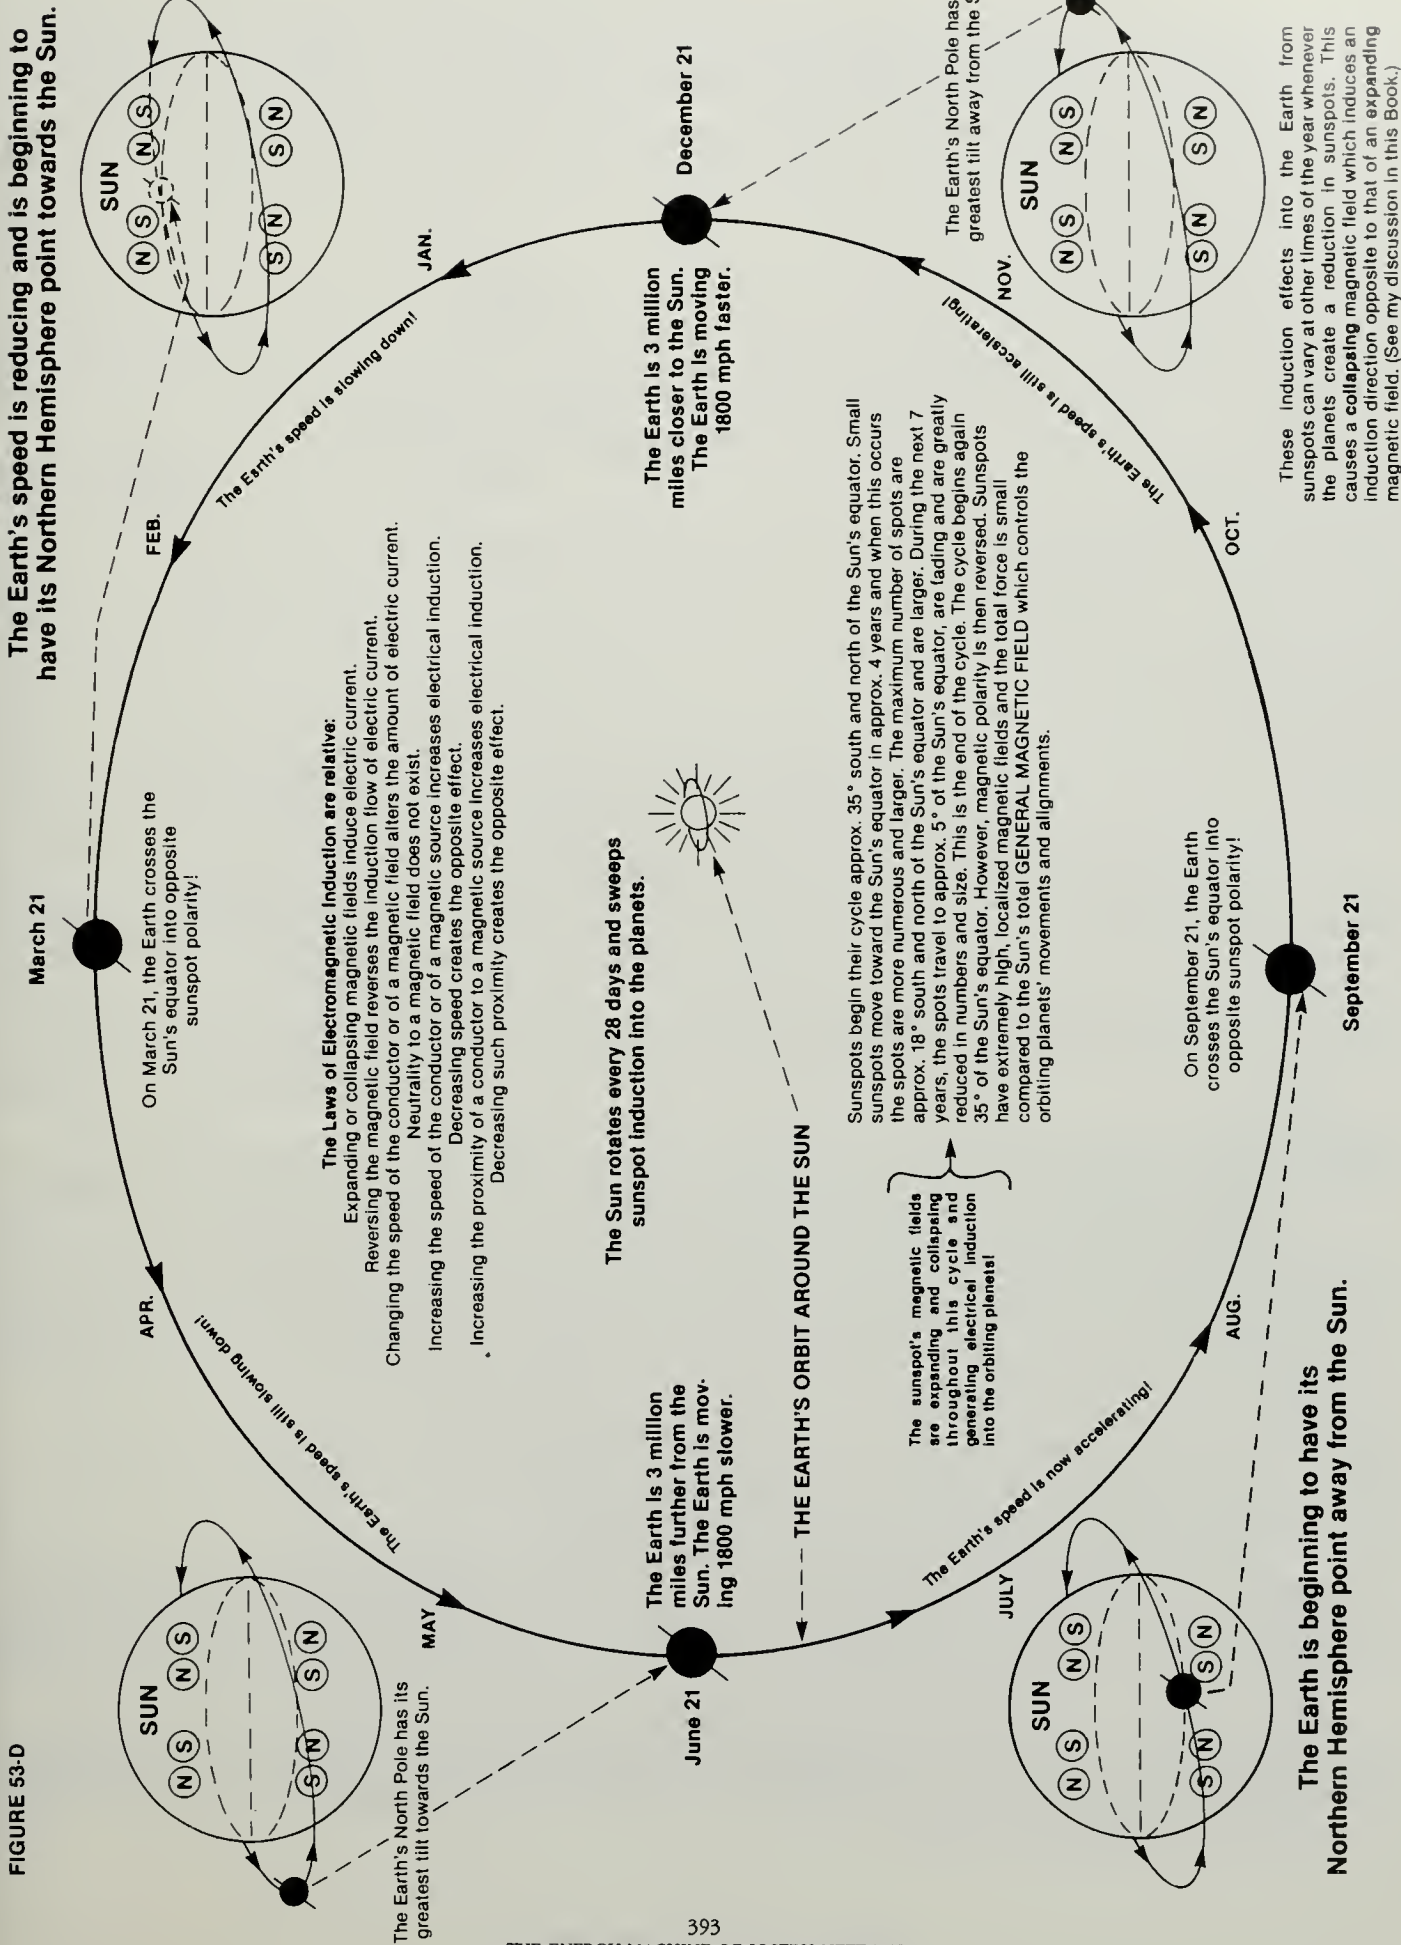 FIGURE 53-D
The Earth's speed is reducing and is beginning to
have its Northern Hemisphere point towards the Sun.
March 21
On March 21, the Earth crosses the
Sun's equator into opposite
sunspot polarity!
SUN
N S N S
S N S N
SUN
N S N S
S N S N
APR.
FEB.
JAN.
MAY
The Earth's speed is still slowing down!
The Earth's speed is slowing down!
The Earth's North Pole has its
greatest tilt towards the Sun.
The Laws of Electromagnetic Induction are relative:
Expanding or collapsing magnetic fields induce electric current.
Reversing the magnetic field reverses the induction flow of electric current.
Changing the speed of the conductor or of a magnetic field alters the amount of electric current.
Neutrality to a magnetic field does not exist.
Increasing the speed of the conductor or of a magnetic source increases electrical induction.
Decreasing speed creates the opposite effect.
Increasing the proximity of a conductor to a magnetic source increases electrical induction.
Decreasing such proximity creates the opposite effect.
June 21
The Earth is 3 million
miles further from the
Sun. The Earth is mov-
ing 1800 mph slower.
The Sun rotates every 28 days and sweeps
sunspot induction into the planets.
The Earth is 3 million
miles closer to the Sun.
The Earth is moving
1800 mph faster.
December 21
THE EARTH'S ORBIT AROUND THE SUN
The sunspot's magnetic fields
are expanding and collapsing
throughout this cycle and
generating electrical induction
into the orbiting planets!
Sunspots begin their cycle approx. 35° south and north of the Sun's equator. Small
sunspots move toward the Sun's equator in approx. 4 years and when this occurs
the spots are more numerous and larger. The maximum number of spots are
approx. 18° south and north of the Sun's equator and are larger. During the next 7
years, the spots travel to approx. 5° of the Sun's equator, are fading and are greatly
reduced in numbers and size. This is the end of the cycle. The cycle begins again
35° of the Sun's equator. However, magnetic polarity is then reversed. Sunspots
have extremely high, localized magnetic fields and the total force is small
compared to the Sun's total GENERAL MAGNETIC FIELD which controls the
orbiting planets' movements and alignments.
The Earth's North Pole has
greatest tilt away from the
JULY
The Earth's speed is now accelerating!
The Earth's speed is still accelerating!
NOV.
SUN
N S N S
S N S N
SUN
N S N S
S N S N
AUG.
OCT.
On September 21, the Earth
crosses the Sun's equator into
opposite sunspot polarity!
September 21
The Earth is beginning to have its
Northern Hemisphere point away from the Sun.
These induction effects into the Earth from
sunspots can vary at other times of the year whenever
the planets create a reduction in sunspots. This
causes a collapsing magnetic field which induces an
induction direction opposite to that of an expanding
magnetic field. (See my discussion in this Book.)
393